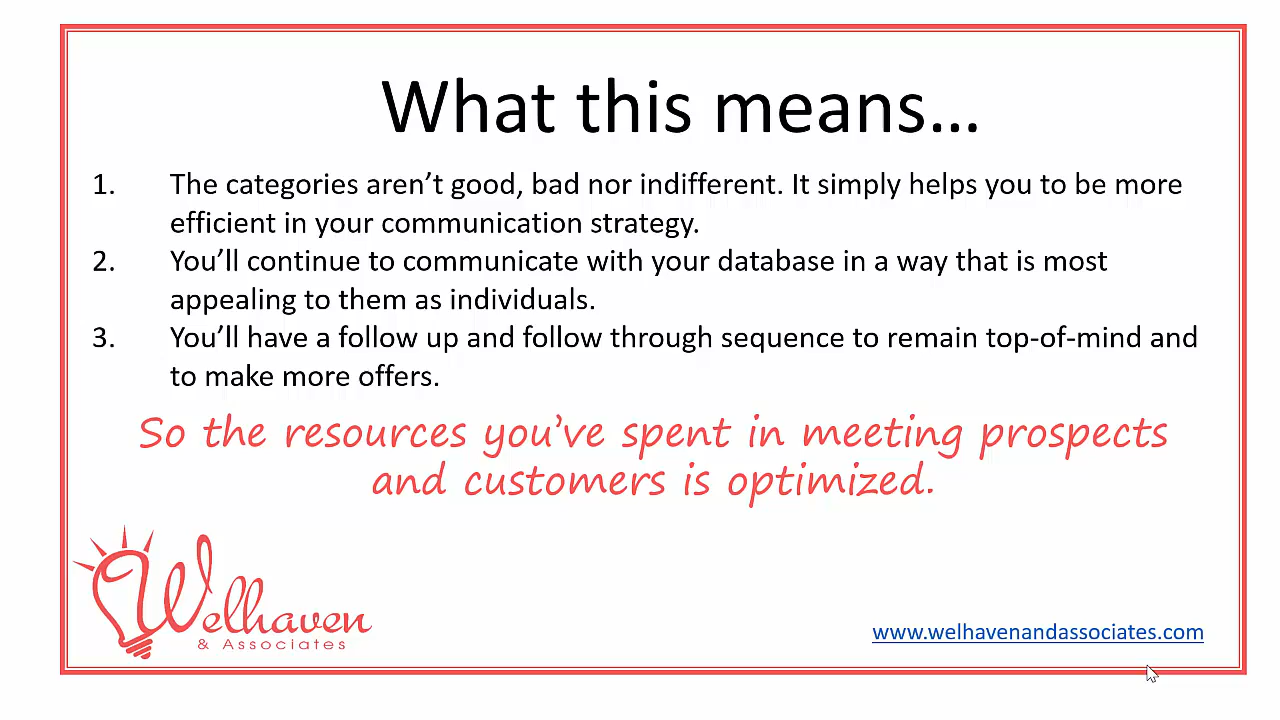 What this means…
1. The categories aren’t good, bad nor indifferent. It simply helps you to be more
efficient in your communication strategy.
2. You’ll continue to communicate with your database in a way that is most
appealing to them as individuals.
3. You’ll have a follow up and follow through sequence to remain top-of-mind and
to make more offers.
So the resources you’ve spent in meeting prospects
and customers is optimized.
Welhaven
& Associates
www.welhavenandassociates.com